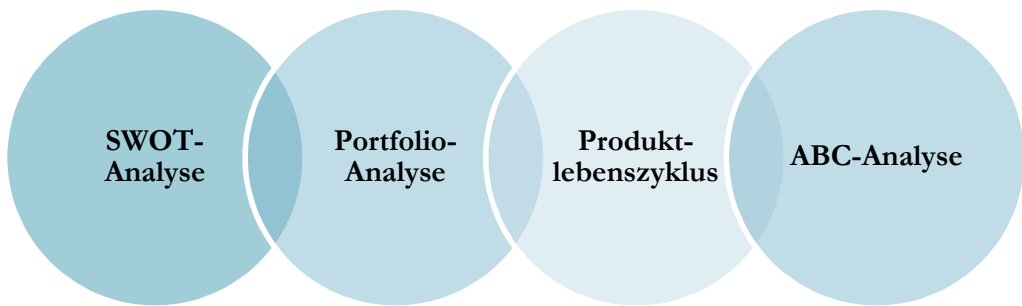 SWOT-
Analyse
Portfolio-
Analyse
Produkt-
lebenszyklus
ABC-Analyse